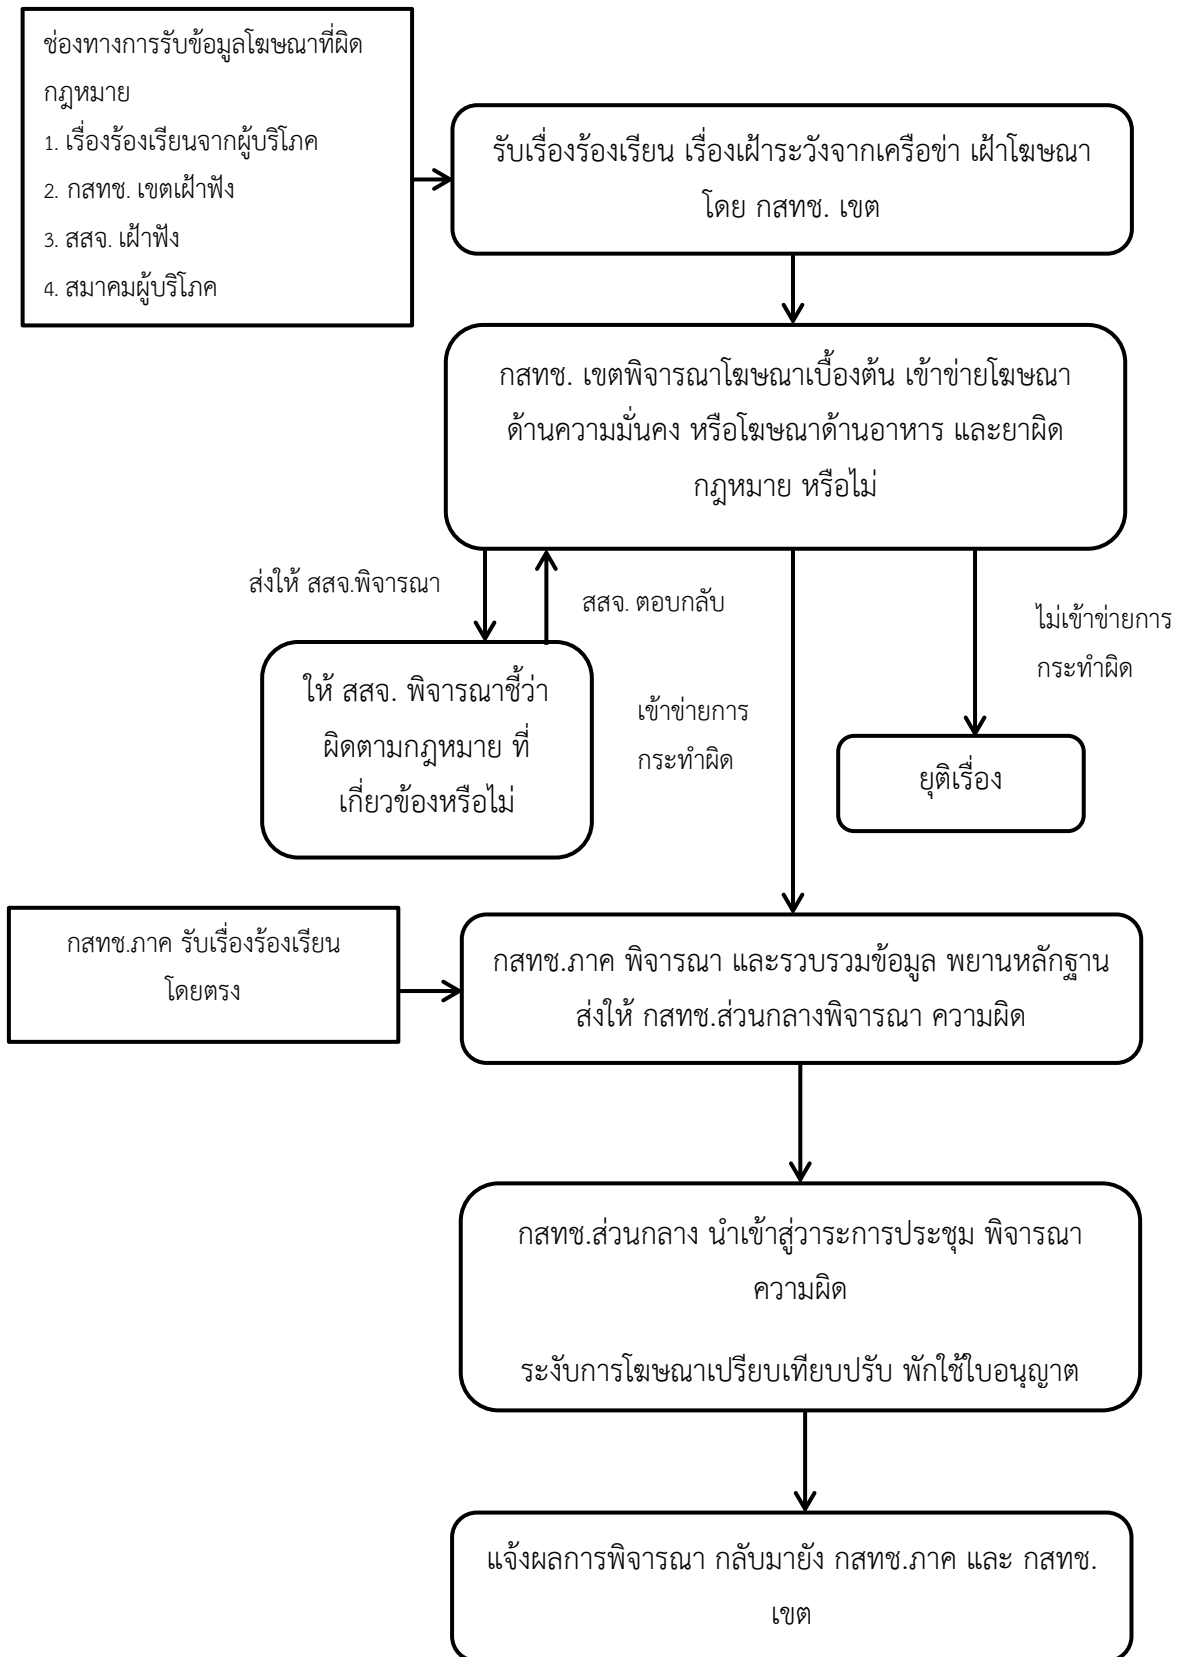 ช่องทางการรับข้อมูลโฆษณาที่ผิด
กฎหมาย
1. เรื่องร้องเรียนจากผู้บริโภค
2. กสทช. เขตเฝ้าฟัง
3. สสจ. เฝ้าฟัง
4. สมาคมผู้บริโภค
รับเรื่องร้องเรียน เรื่องเฝ้าระวังจากเครือข่า เฝ้าโฆษณา
โดย กสทช. เขต
กสทช. เขตพิจารณาโฆษณาเบื้องต้น เข้าข่ายโฆษณา
ด้านความมั่นคง หรือโฆษณาด้านอาหาร และยาผิด
กฎหมาย หรือไม่
ส่งให้ สสจ.พิจารณา
สสจ. ตอบกลับ
ไม่เข้าข่ายการ
กระทำผิด
ให้ สสจ. พิจารณาชี้ว่า
ผิดตามกฎหมาย ที่
เกี่ยวข้องหรือไม่
เข้าข่ายการ
กระทำผิด
ยุติเรื่อง
กสทช.ภาค รับเรื่องร้องเรียน
โดยตรง
กสทช.ภาค พิจารณา และรวบรวมข้อมูล พยานหลักฐาน
ส่งให้ กสทช.ส่วนกลางพิจารณา ความผิด
กสทช.ส่วนกลาง นำเข้าสู่วาระการประชุม พิจารณา
ความผิด
ระงับการโฆษณาเปรียบเทียบปรับ พักใช้ใบอนุญาต
แจ้งผลการพิจารณา กลับมายัง กสทช.ภาค และ กสทช.
เขต